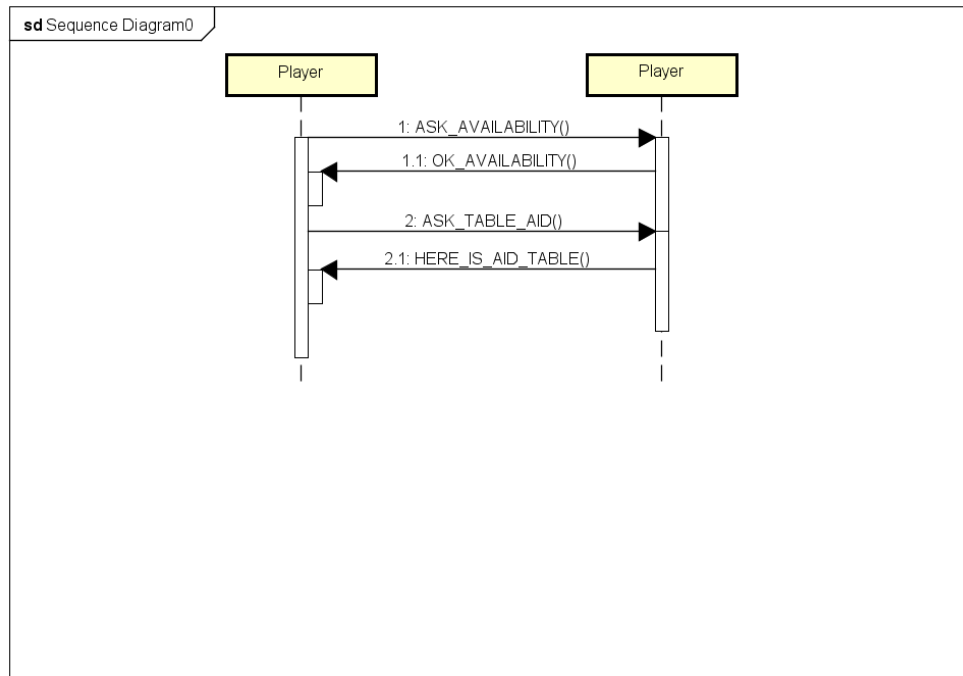 sd Sequence Diagram0
Player
Player
1: ASK_AVAILABILITY()
1.1: OK_AVAILABILITY()
2: ASK_TABLE_AID()
2.1: HERE_IS_AID_TABLE()